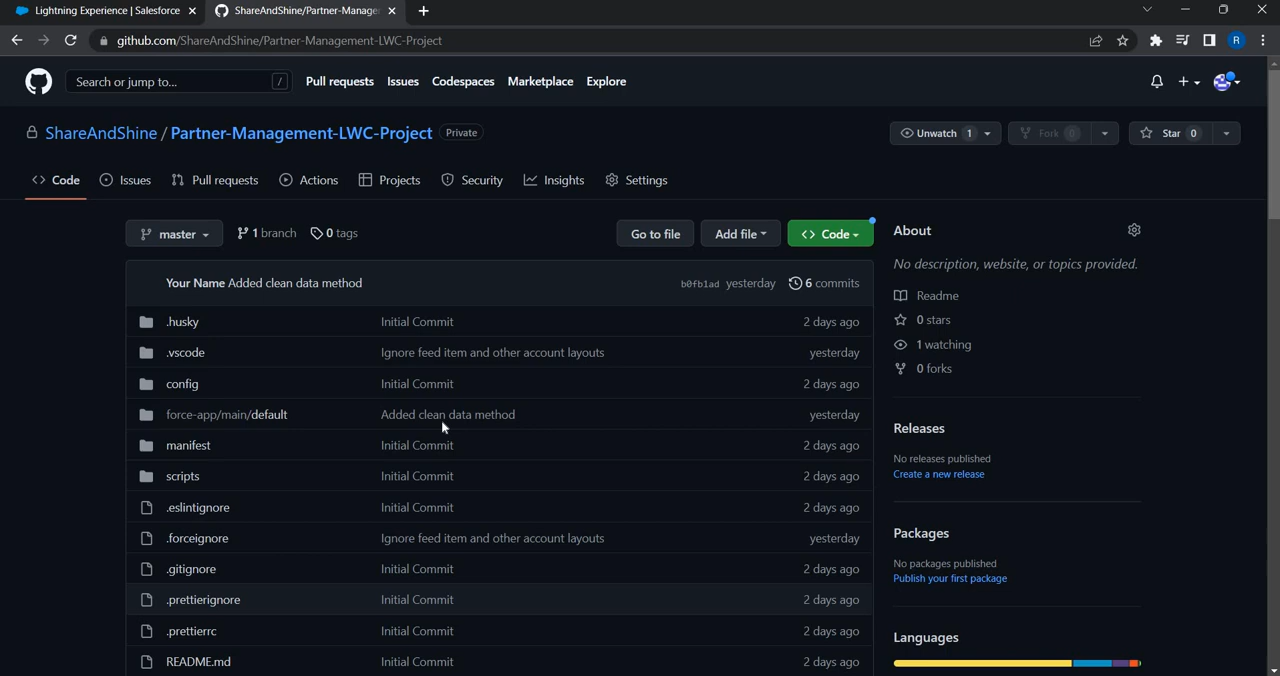 Lightning Experience | Salesforce
ShareAndShine/Partner-Manage
github.com/ShareAndShine/Partner-Management-LWC-Project
R
Search or jump to...
/
Pull requests
Issues
Codespaces
Marketplace
Explore
ShareAndShine / Partner-Management-LWC-Project
Private
Unwatch 1
Fork 0
Star 0
<> Code
Issues
Pull requests
Actions
Projects
Security
Insights
Settings
master
1 branch
0 tags
Go to file
Add file
<> Code
Your Name Added clean data method
b0fb1ad yesterday
6 commits
.husky Initial Commit 2 days ago
.vscode Ignore feed item and other account layouts yesterday
config Initial Commit 2 days ago
force-app/main/default Added clean data method yesterday
manifest Initial Commit 2 days ago
scripts Initial Commit 2 days ago
.eslintignore Initial Commit 2 days ago
.forceignore Ignore feed item and other account layouts yesterday
.gitignore Initial Commit 2 days ago
.prettierignore Initial Commit 2 days ago
.prettierrc Initial Commit 2 days ago
README.md Initial Commit 2 days ago
About
No description, website, or topics provided.
Readme
0 stars
1 watching
0 forks
Releases
No releases published
Create a new release
Packages
No packages published
Publish your first package
Languages